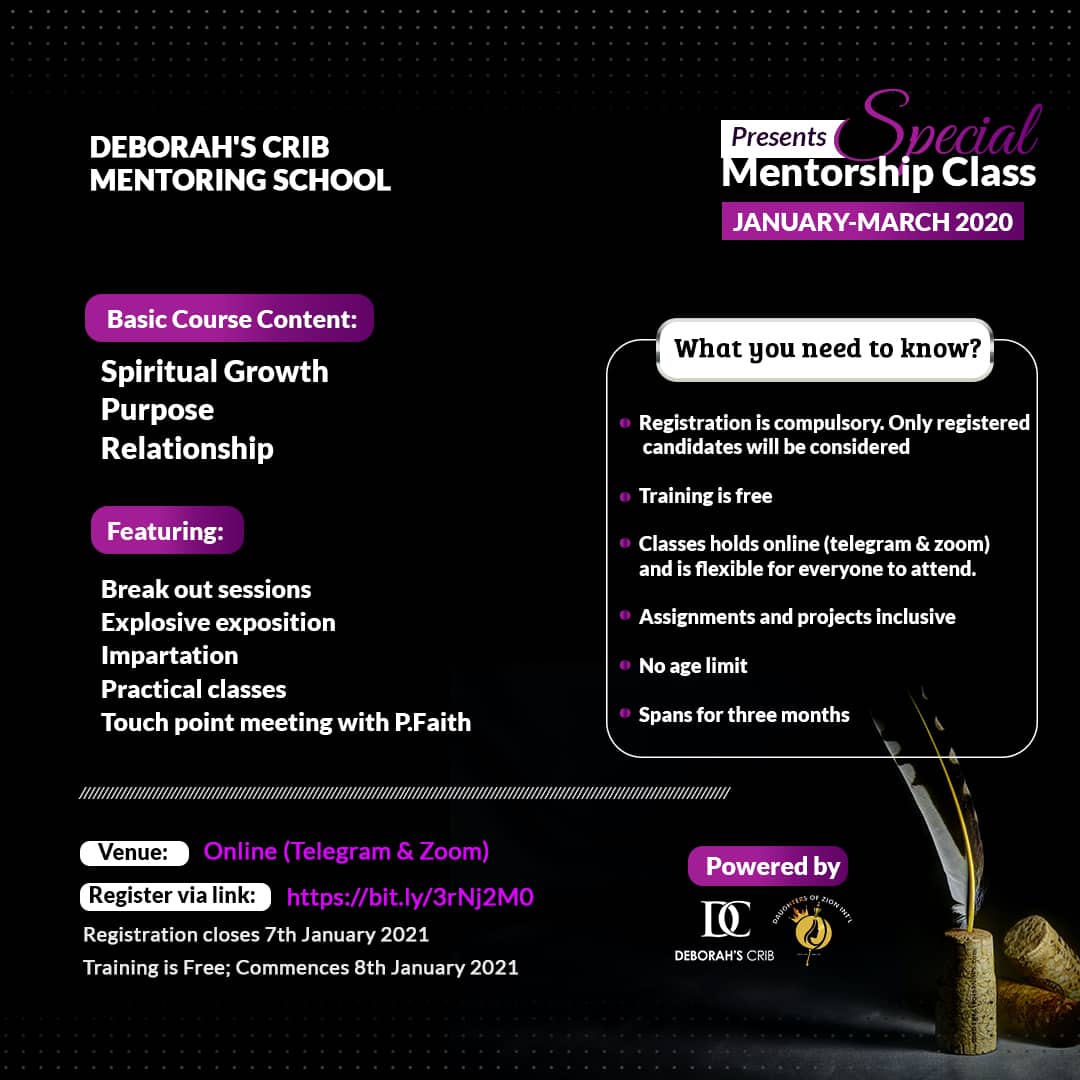 DEBORAH'S CRIB
MENTORING SCHOOL
Presents Special
Mentorship Class
JANUARY-MARCH 2020
Basic Course Content:
Spiritual Growth
Purpose
Relationship
Featuring:
Break out sessions
Explosive exposition
Impartation
Practical classes
Touch point meeting with P.Faith
What you need to know?
Registration is compulsory. Only registered
candidates will be considered
Training is free
Classes holds online (telegram & zoom)
and is flexible for everyone to attend.
Assignments and projects inclusive
No age limit
Spans for three months
Venue: Online (Telegram & Zoom)
Register via link: https://bit.ly/3rNj2M0
Registration closes 7th January 2021
Training is Free; Commences 8th January 2021
Powered by
DC
DEBORAH'S CRIB
DAUGHTERS OF ZION INT'L